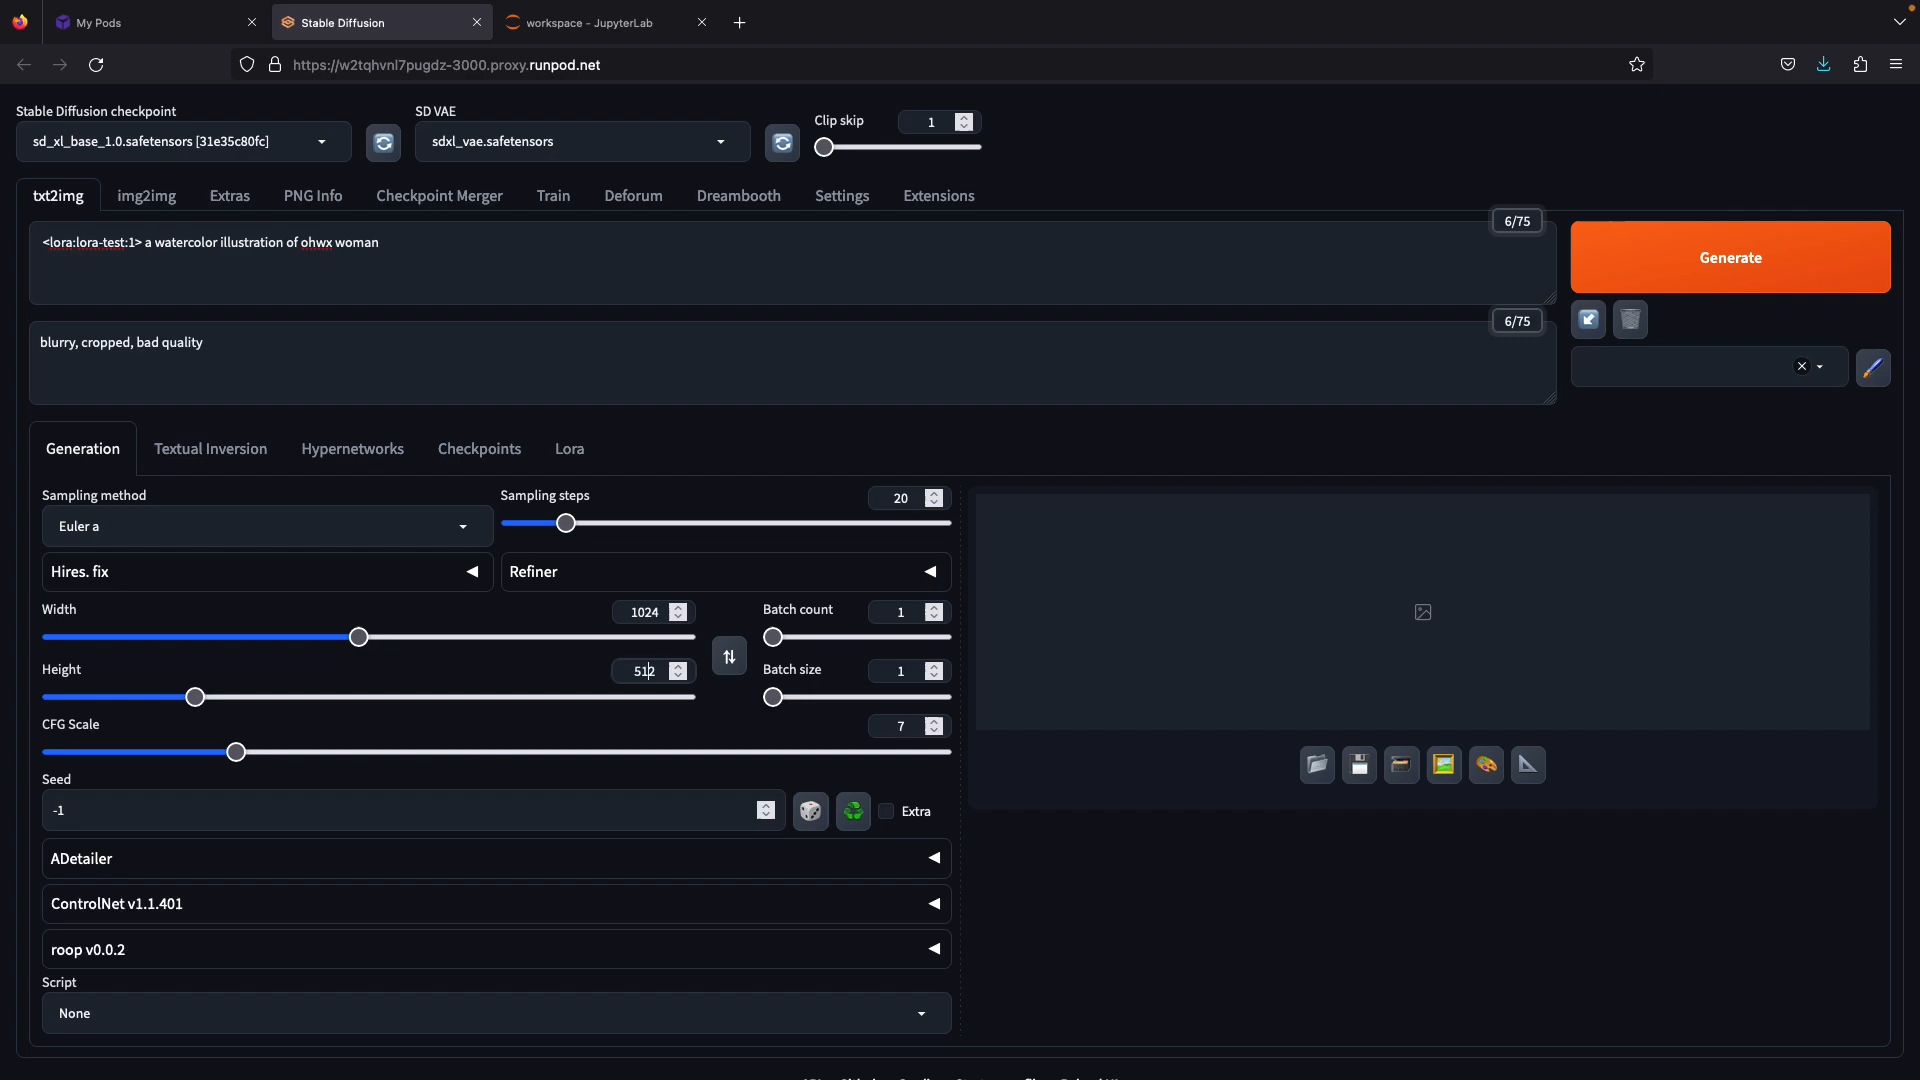 My Pods
Stable Diffusion
workspace - JupyterLab
https://w2tqhvnl7pugdz-3000.proxy.runpod.net
Stable Diffusion checkpoint
SD VAE
Clip skip
1
sd_xl_base_1.0.safetensors [31e35c80fc]
sdxl_vae.safetensors
txt2img img2img Extras PNG Info Checkpoint Merger Train Deforum Dreambooth Settings Extensions
6/75
<lora:lora-test:1> a watercolor illustration of ohwx woman
Generate
6/75
blurry, cropped, bad quality
Generation Textual Inversion Hypernetworks Checkpoints Lora
Sampling method
Sampling steps
20
Euler a
Hires. fix
Refiner
Width
1024
Batch count
1
Height
512
Batch size
1
CFG Scale
7
Seed
-1
Extra
ADetailer
ControlNet v1.1.401
roop v0.0.2
Script
None